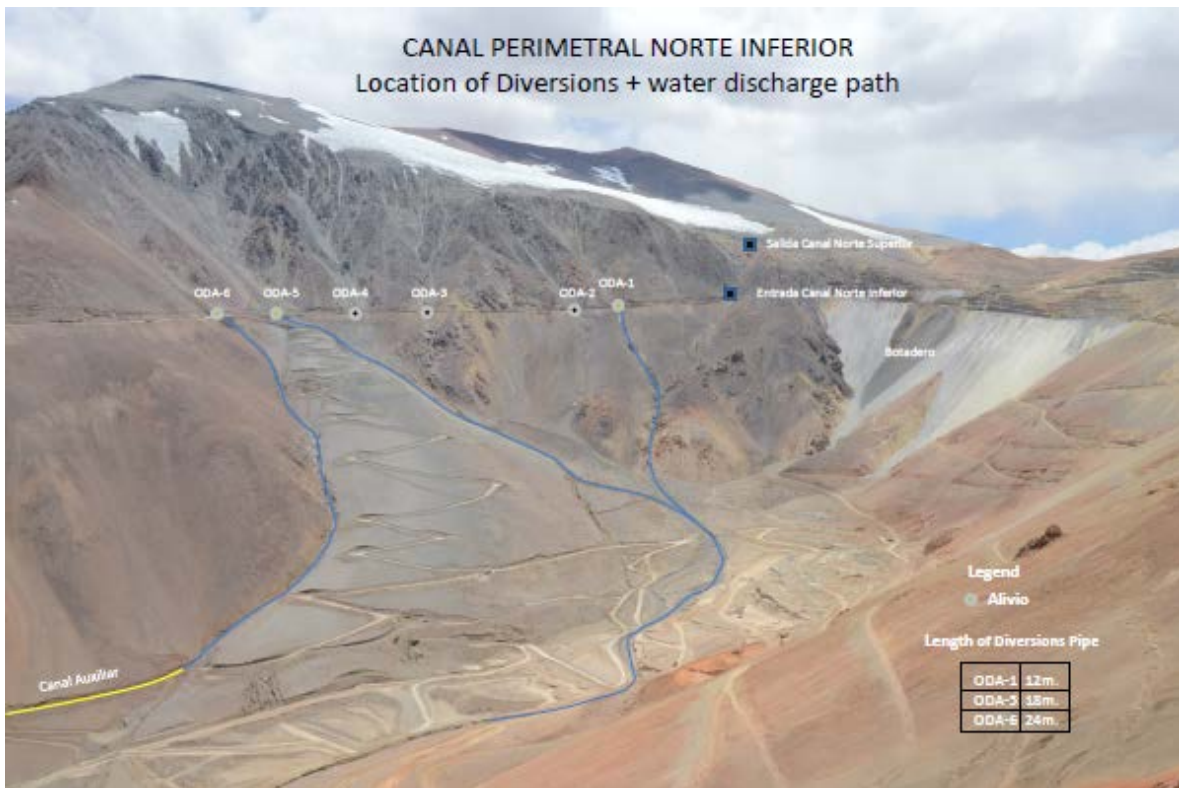 CANAL PERIMETRAL NORTE INFERIOR
Location of Diversions + water discharge path
Salida Canal Norte Superior
ODA-6
ODA-5
ODA-4
ODA-3
ODA-2
ODA-1
Entrada Canal Norte Inferior
Botadero
Legend
Alivio
Length of Diversions Pipe
ODA-1 12m.
ODA-5 18m.
ODA-6 24m.
Canal Auxiliar